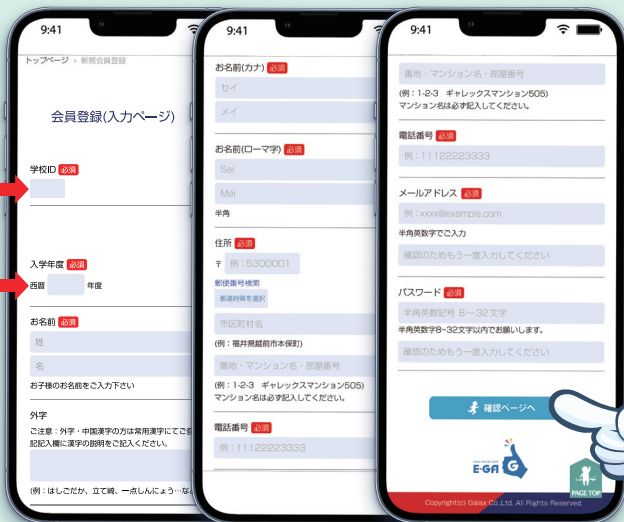 9:41
トップページ » 新規会員登録
会員登録(入力ページ)
学校ID 必須
入学年度 必須
西暦 年度
お名前 必須
姓
名
お子様のお名前をご入力下さい
外字
ご注意：外字・中国漢字の方は常用漢字にてご登
記記入欄に漢字の説明をご記入ください。
(例：はしごだか、立て崎、一点しんにょう…な
9:41
お名前(カナ) 必須
セイ
メイ
お名前(ローマ字) 必須
Sei
Mei
半角
住所 必須
〒 例：5300001
郵便番号検索
都道府県を選択
市区町村名
(例：福井県越前市本保町)
番地・マンション名・部屋番号
(例：1-2-3 ギャレックスマンション505)
マンション名は必ず記入してください。
電話番号 必須
例：11122223333
9:41
番地・マンション名・部屋番号
(例：1-2-3 ギャレックスマンション505)
マンション名は必ず記入してください。
電話番号 必須
例：11122223333
メールアドレス 必須
例：xxxx@example.com
半角英数字でご入力
確認のためもう一度入力してください
パスワード 必須
半角英数記号 8～32文字
半角英数字8~32文字以内でお願いします。
確認のためもう一度入力してください
確認ページへ
E-GA G
PAGE TOP
Copyright(c) Galax Co.,Ltd. All Rights Reserved.